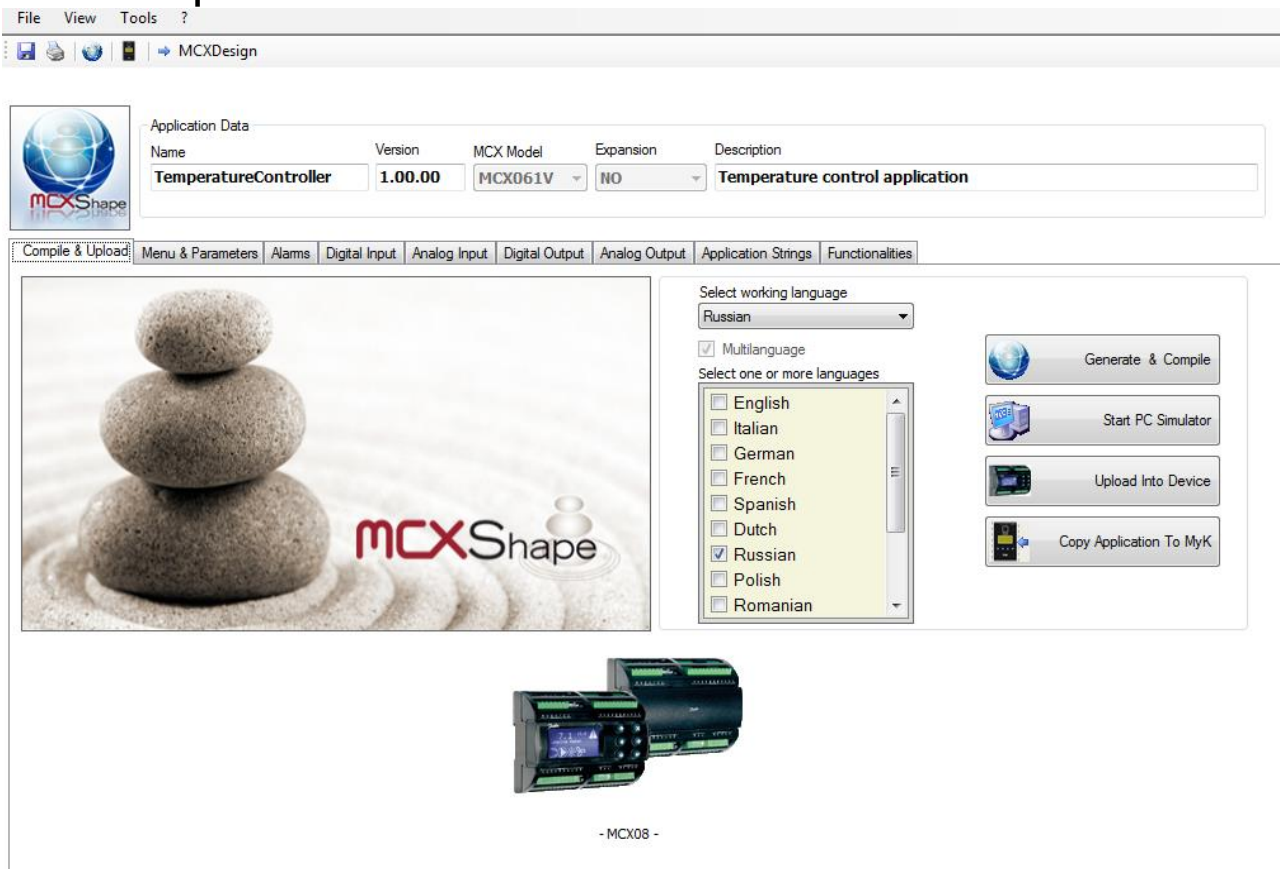 File View Tools ?
MCXDesign
Application Data
Name Version MCX Model Expansion Description
TemperatureController 1.00.00 MCX061V NO Temperature control application
MCXShape
Compile & Upload Menu & Parameters Alarms Digital Input Analog Input Digital Output Analog Output Application Strings Functionalities
Select working language
Russian
Multilanguage
Select one or more languages
English
Italian
German
French
Spanish
Dutch
Russian
Polish
Romanian
Generate & Compile
Start PC Simulator
Upload Into Device
Copy Application To MyK
MCXShape
- MCX08 -